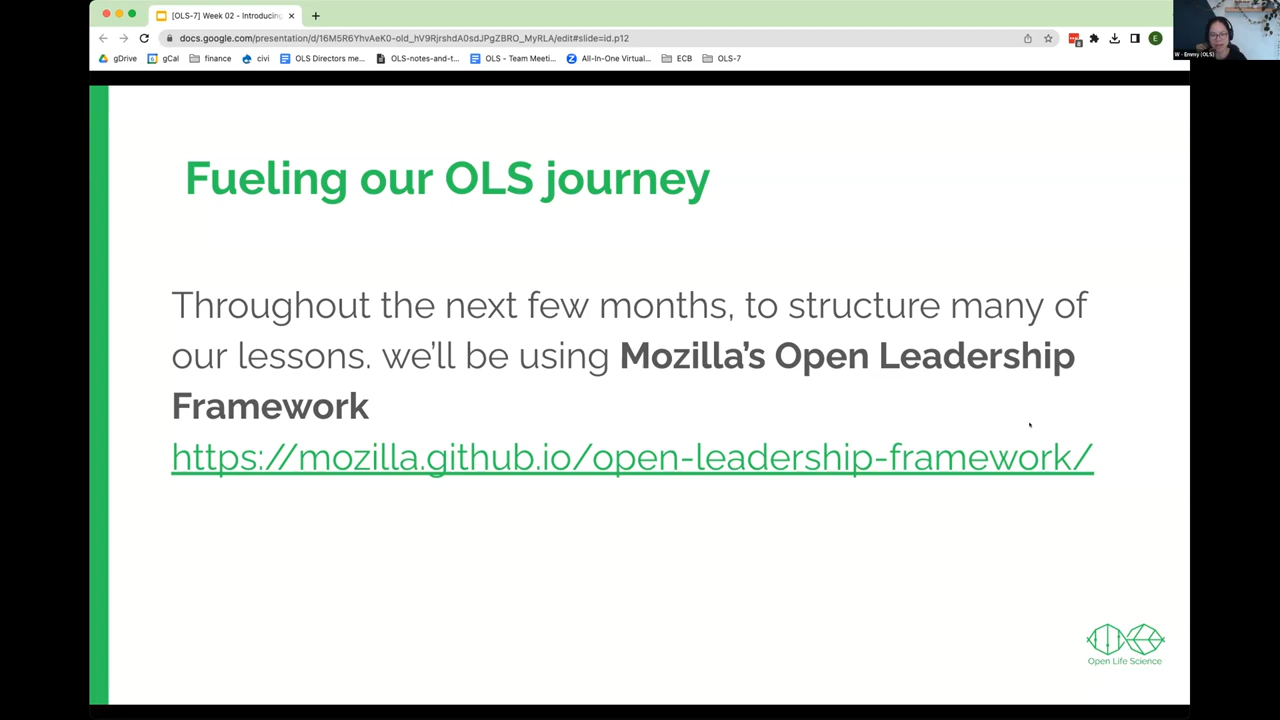 [OLS-7] Week 02 - Introducing
docs.google.com/presentation/d/16M5R6YhvAeK0-old_hV9RjrshdA0sdJPgZBRO_MyRLA/edit#slide=id.p12
E
gDrive gCal finance civi OLS Directors me... OLS-notes-and-t... OLS - Team Meeti... All-In-One Virtual... ECB OLS-7
W - Emmy (OLS)
Fueling our OLS journey
Throughout the next few months, to structure many of
our lessons. we'll be using Mozilla's Open Leadership
Framework
https://mozilla.github.io/open-leadership-framework/
Open Life Science